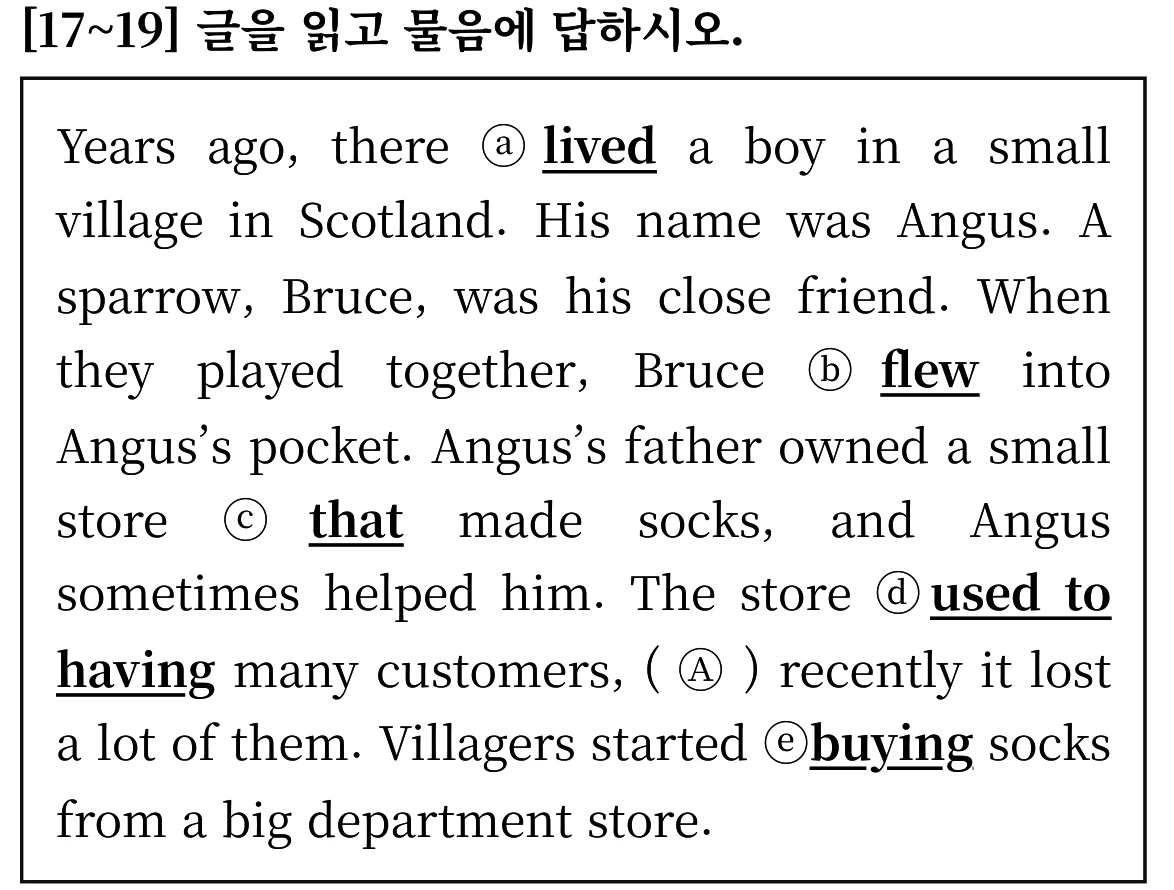 [17~19] 글을 읽고 물음에 답하시오.
Years ago, there ⓐ lived a boy in a small
village in Scotland. His name was Angus. A
sparrow, Bruce, was his close friend. When
they played together, Bruce ⓑ flew into
Angus’s pocket. Angus’s father owned a small
store ⓒ that made socks, and Angus
sometimes helped him. The store ⓓ used to
having many customers, ( Ⓐ ) recently it lost
a lot of them. Villagers started ⓔbuying socks
from a big department store.